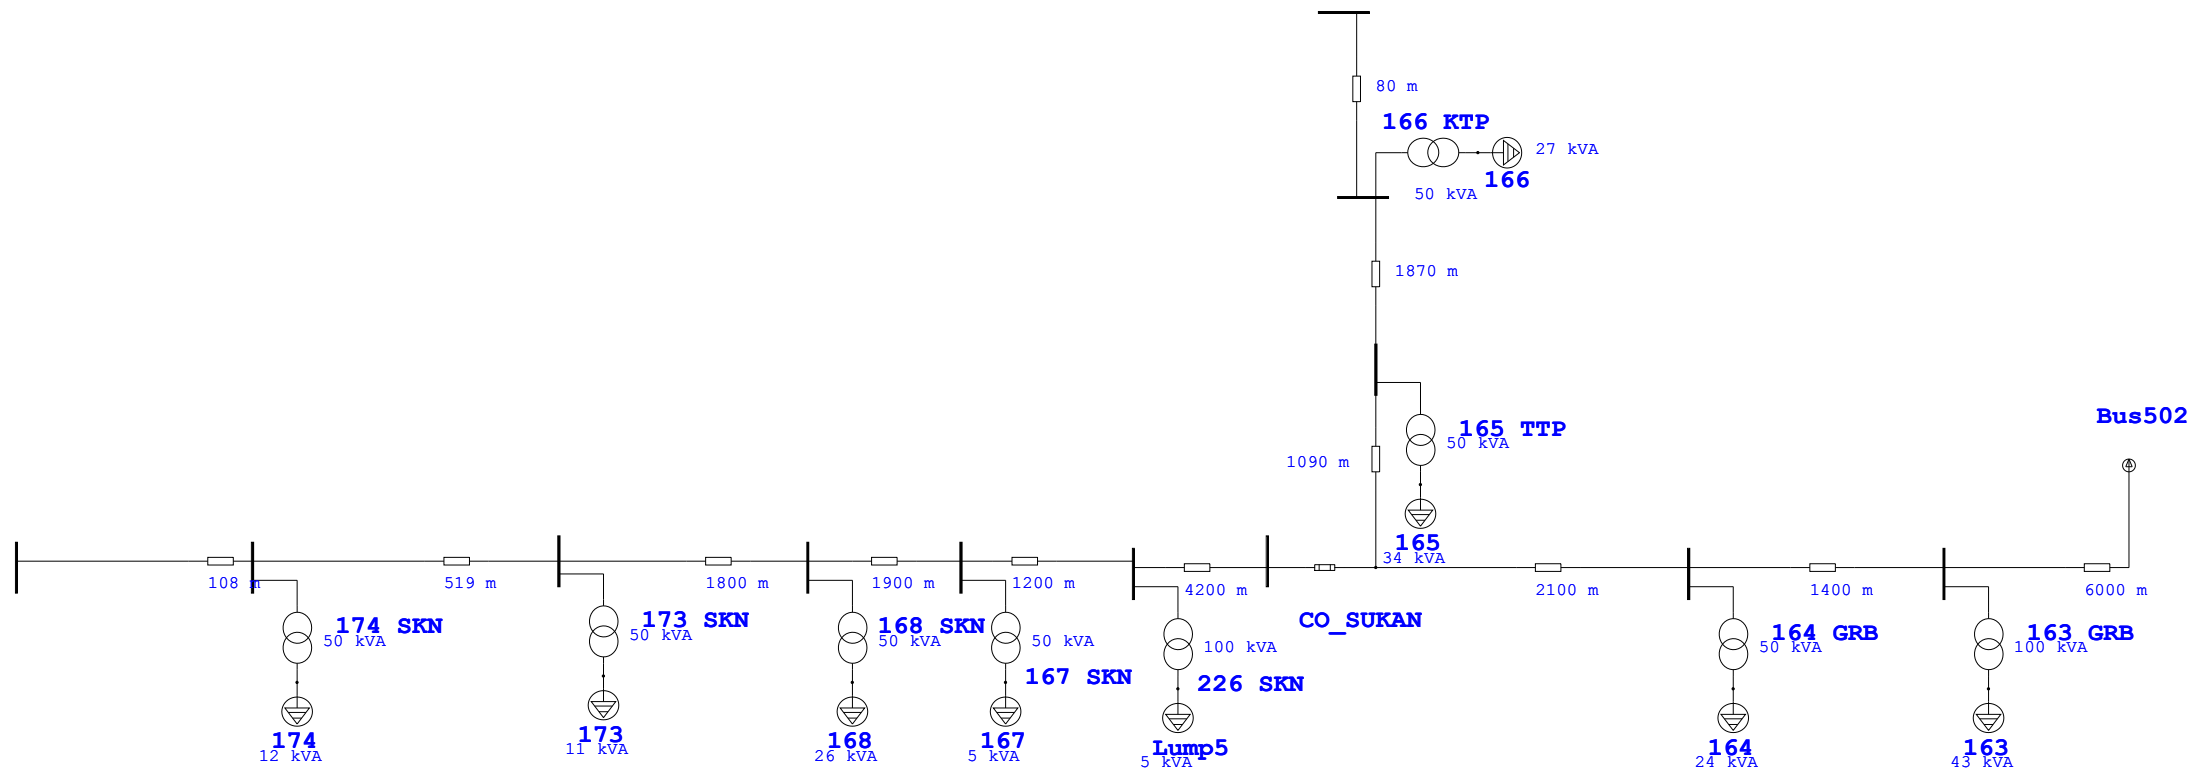 80 m
166 KTP
27 kVA
166
50 kVA
1870 m
Bus502
165 TTP
50 kVA
1090 m
165
34 kVA
108 m
519 m
1800 m
1900 m
1200 m
4200 m
2100 m
1400 m
6000 m
CO_SUKAN
174 SKN
50 kVA
173 SKN
50 kVA
168 SKN
50 kVA
50 kVA
167 SKN
100 kVA
226 SKN
164 GRB
50 kVA
163 GRB
100 kVA
174
12 kVA
173
11 kVA
168
26 kVA
167
5 kVA
Lump5
5 kVA
164
24 kVA
163
43 kVA